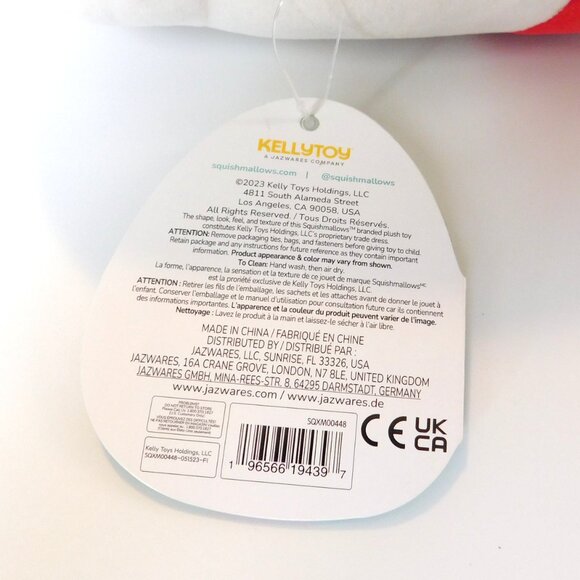 KELLYTOY
A JAZWARES COMPANY
squishmallows.com | @squishmallows
©2023 Kelly Toys Holdings, LLC
4811 South Alameda Street
Los Angeles, CA 90058, USA
All Rights Reserved. / Tous Droits Réservés.
The shape, look, feel, and texture of this Squishmallows™ branded plush toy
constitutes Kelly Toys Holdings, LLC's proprietary trade dress.
ATTENTION: Remove packaging ties, bags, and fasteners before giving toy to child.
Retain package and any instructions for future reference as they contain important
information. Product appearance & color may vary from shown.
To Clean: Hand wash, then air dry.
La forme, l'apparence, la sensation et la texture de ce jouet de marque Squishmallowsᴹᴱ
est la propriété exclusive de Kelly Toys Holdings, LLC.
ATTENTION : Retirer les fils de l'emballage, les sachets et les attaches avant de donner le jouet à
l'enfant. Conserver l'emballage et le manuel d'utilisation pour consultation future car ils contiennent
des informations importantes. L'apparence et la couleur du produit peuvent varier de l'image.
Nettoyage : Lavez le produit à la main et laissez-le sécher à l'air libre.
MADE IN CHINA / FABRIQUÉ EN CHINE
DISTRIBUTED BY / DISTRIBUÉ PAR :
JAZWARES, LLC, SUNRISE, FL 33326, USA
JAZWARES, 16A CRANE GROVE, LONDON, N7 8LE, UNITED KINGDOM
JAZWARES GMBH, MINA-REES-STR. 8, 64295 DARMSTADT, GERMANY
www.jazwares.com / www.jazwares.de
PROBLEMS?
DO NOT RETURN TO STORE
Kelly Toys Holdings, LLC
SQXM00448-051523-FI
SQXM00448
1 96566 19439 7
CE
UK
CA